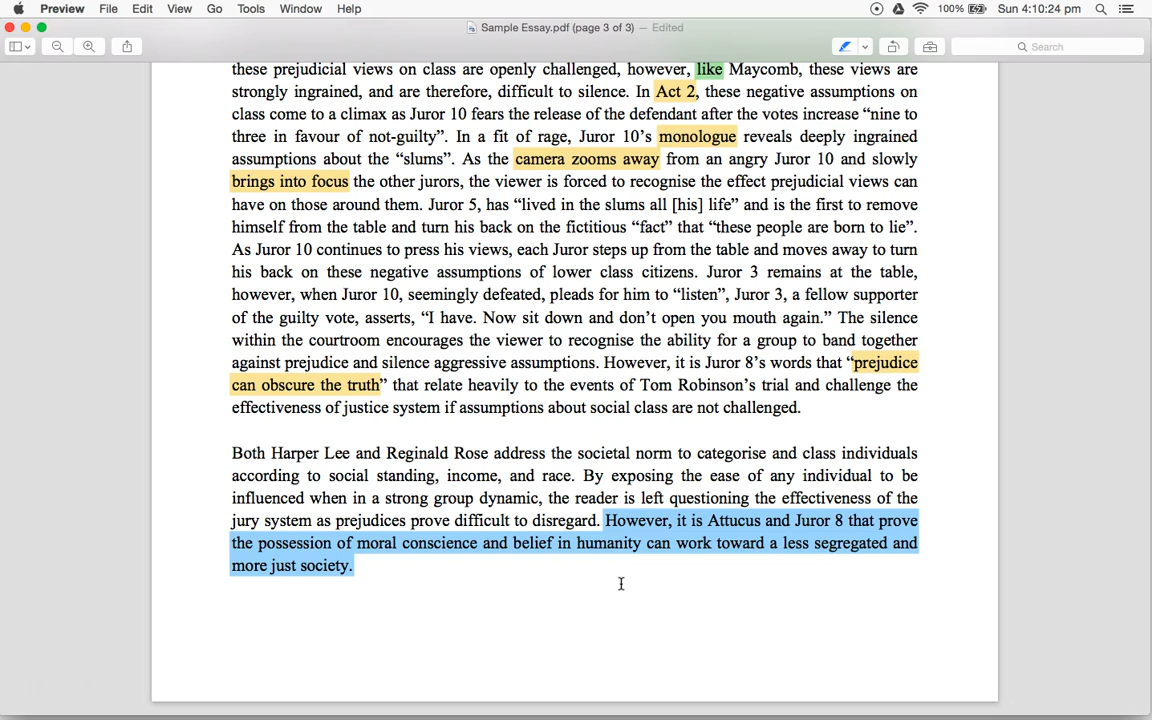 Preview File Edit View Go Tools Window Help 100% Sun 4:10:24 pm
Sample Essay.pdf (page 3 of 3) — Edited
Search
these prejudicial views on class are openly challenged, however, like Maycomb, these views are
strongly ingrained, and are therefore, difficult to silence. In Act 2, these negative assumptions on
class come to a climax as Juror 10 fears the release of the defendant after the votes increase “nine to
three in favour of not-guilty”. In a fit of rage, Juror 10’s monologue reveals deeply ingrained
assumptions about the “slums”. As the camera zooms away from an angry Juror 10 and slowly
brings into focus the other jurors, the viewer is forced to recognise the effect prejudicial views can
have on those around them. Juror 5, has “lived in the slums all [his] life” and is the first to remove
himself from the table and turn his back on the fictitious “fact” that “these people are born to lie”.
As Juror 10 continues to press his views, each Juror steps up from the table and moves away to turn
his back on these negative assumptions of lower class citizens. Juror 3 remains at the table,
however, when Juror 10, seemingly defeated, pleads for him to “listen”, Juror 3, a fellow supporter
of the guilty vote, asserts, “I have. Now sit down and don’t open you mouth again.” The silence
within the courtroom encourages the viewer to recognise the ability for a group to band together
against prejudice and silence aggressive assumptions. However, it is Juror 8’s words that “prejudice
can obscure the truth” that relate heavily to the events of Tom Robinson’s trial and challenge the
effectiveness of justice system if assumptions about social class are not challenged.
Both Harper Lee and Reginald Rose address the societal norm to categorise and class individuals
according to social standing, income, and race. By exposing the ease of any individual to be
influenced when in a strong group dynamic, the reader is left questioning the effectiveness of the
jury system as prejudices prove difficult to disregard. However, it is Attucus and Juror 8 that prove
the possession of moral conscience and belief in humanity can work toward a less segregated and
more just society.